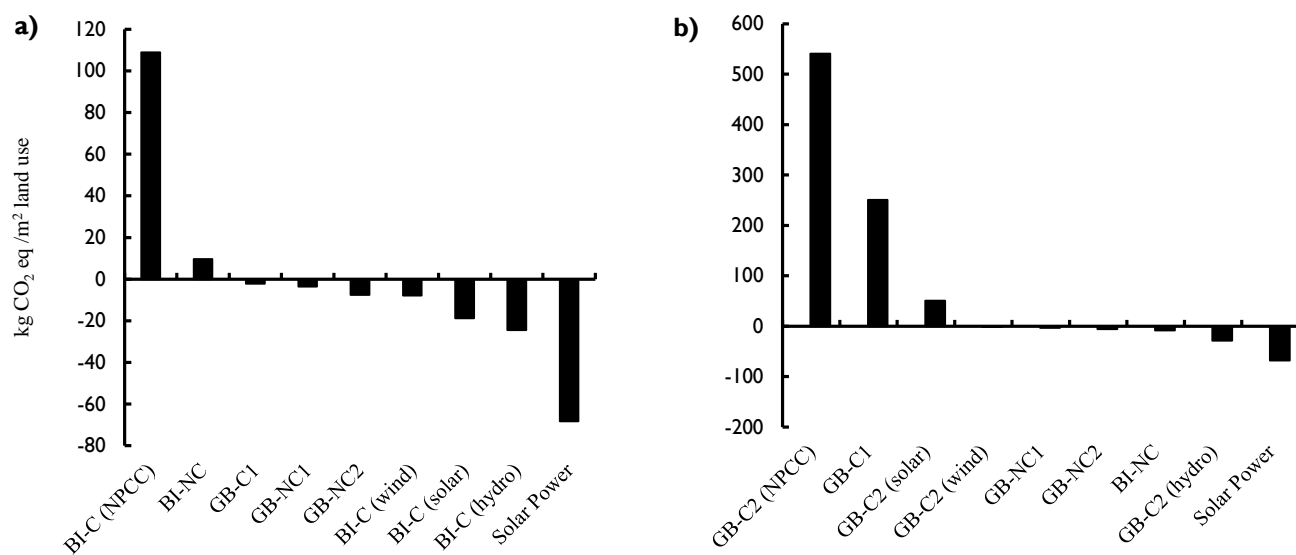 a)
kg CO₂ eq /m² land use
120
100
80
60
40
20
0
-20
-40
-60
-80
BI-C (NPCC)
BI-NC
GB-C1
GB-NC1
GB-NC2
BI-C (wind)
BI-C (solar)
BI-C (hydro)
Solar Power
b)
600
500
400
300
200
100
0
-100
-200
GB-C2 (NPCC)
GB-C1
GB-C2 (solar)
GB-C2 (wind)
GB-NC1
GB-NC2
BI-NC
GB-C2 (hydro)
Solar Power